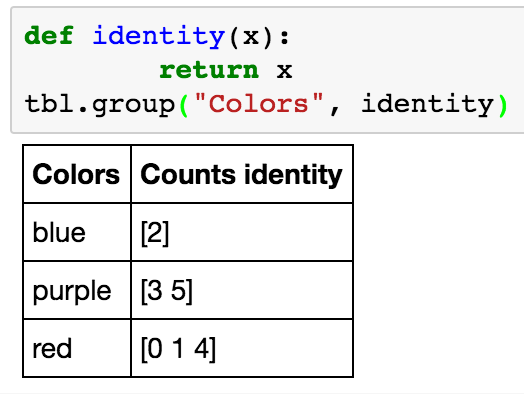 def identity(x):
        return x
tbl.group("Colors", identity)
Colors Counts identity
blue [2]
purple [3 5]
red [0 1 4]